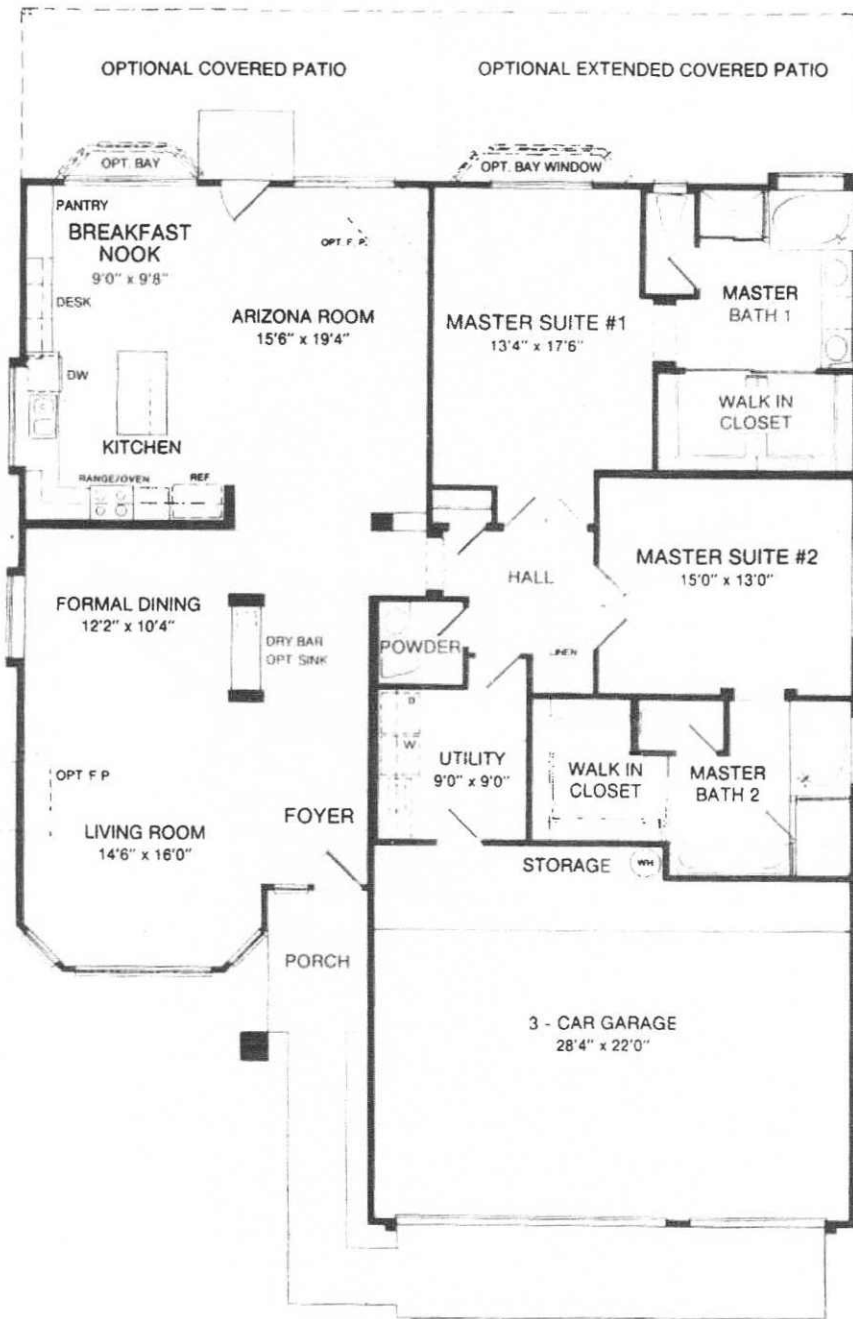 OPTIONAL COVERED PATIO
OPTIONAL EXTENDED COVERED PATIO
OPT. BAY
OPT. BAY WINDOW
PANTRY
BREAKFAST
NOOK
9'0" x 9'8"
OPT F.P.
DESK
ARIZONA ROOM
15'6" x 19'4"
MASTER SUITE #1
13'4" x 17'6"
MASTER
BATH 1
DW
WALK IN
CLOSET
KITCHEN
RANGE/OVEN
REF
HALL
MASTER SUITE #2
15'0" x 13'0"
FORMAL DINING
12'2" x 10'4"
DRY BAR
OPT SINK
POWDER
LINEN
D
W
UTILITY
9'0" x 9'0"
WALK IN
CLOSET
MASTER
BATH 2
OPT F P
LIVING ROOM
14'6" x 16'0"
FOYER
STORAGE
WH
PORCH
3 - CAR GARAGE
28'4" x 22'0"